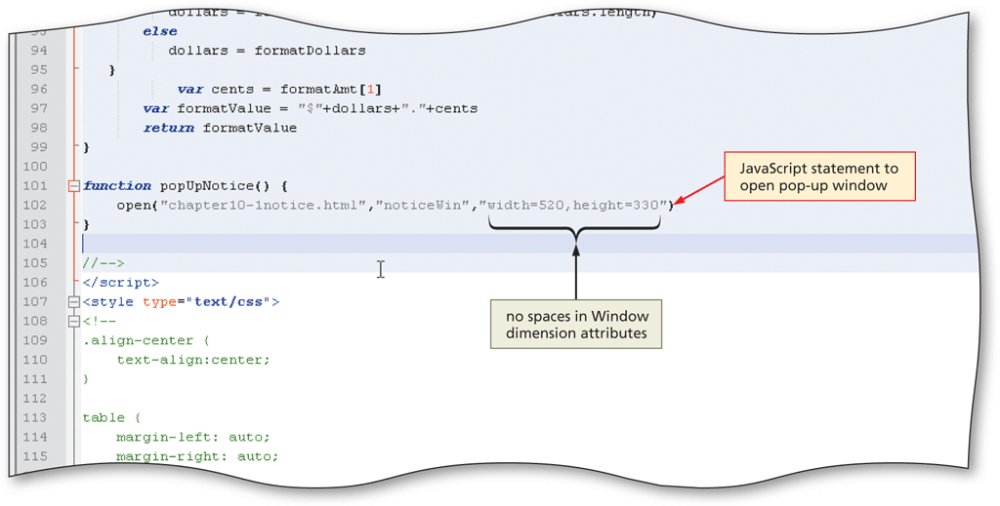 dollars =
93 else
94 dollars = formatDollars
95 }
96 var cents = formatAmt[1]
97 var formatValue = "$"+dollars+"."+cents
98 return formatValue
99 }
100
101 function popUpNotice() {
102 open("chapter10-1notice.html","noticeWin","width=520,height=330")
103 }
104
105 //-->
106 </script>
107 <style type="text/css">
108 <!--
109 .align-center {
110 text-align:center;
111 }
112
113 table {
114 margin-left: auto;
115 margin-right: auto;
JavaScript statement to
open pop-up window
no spaces in Window
dimension attributes